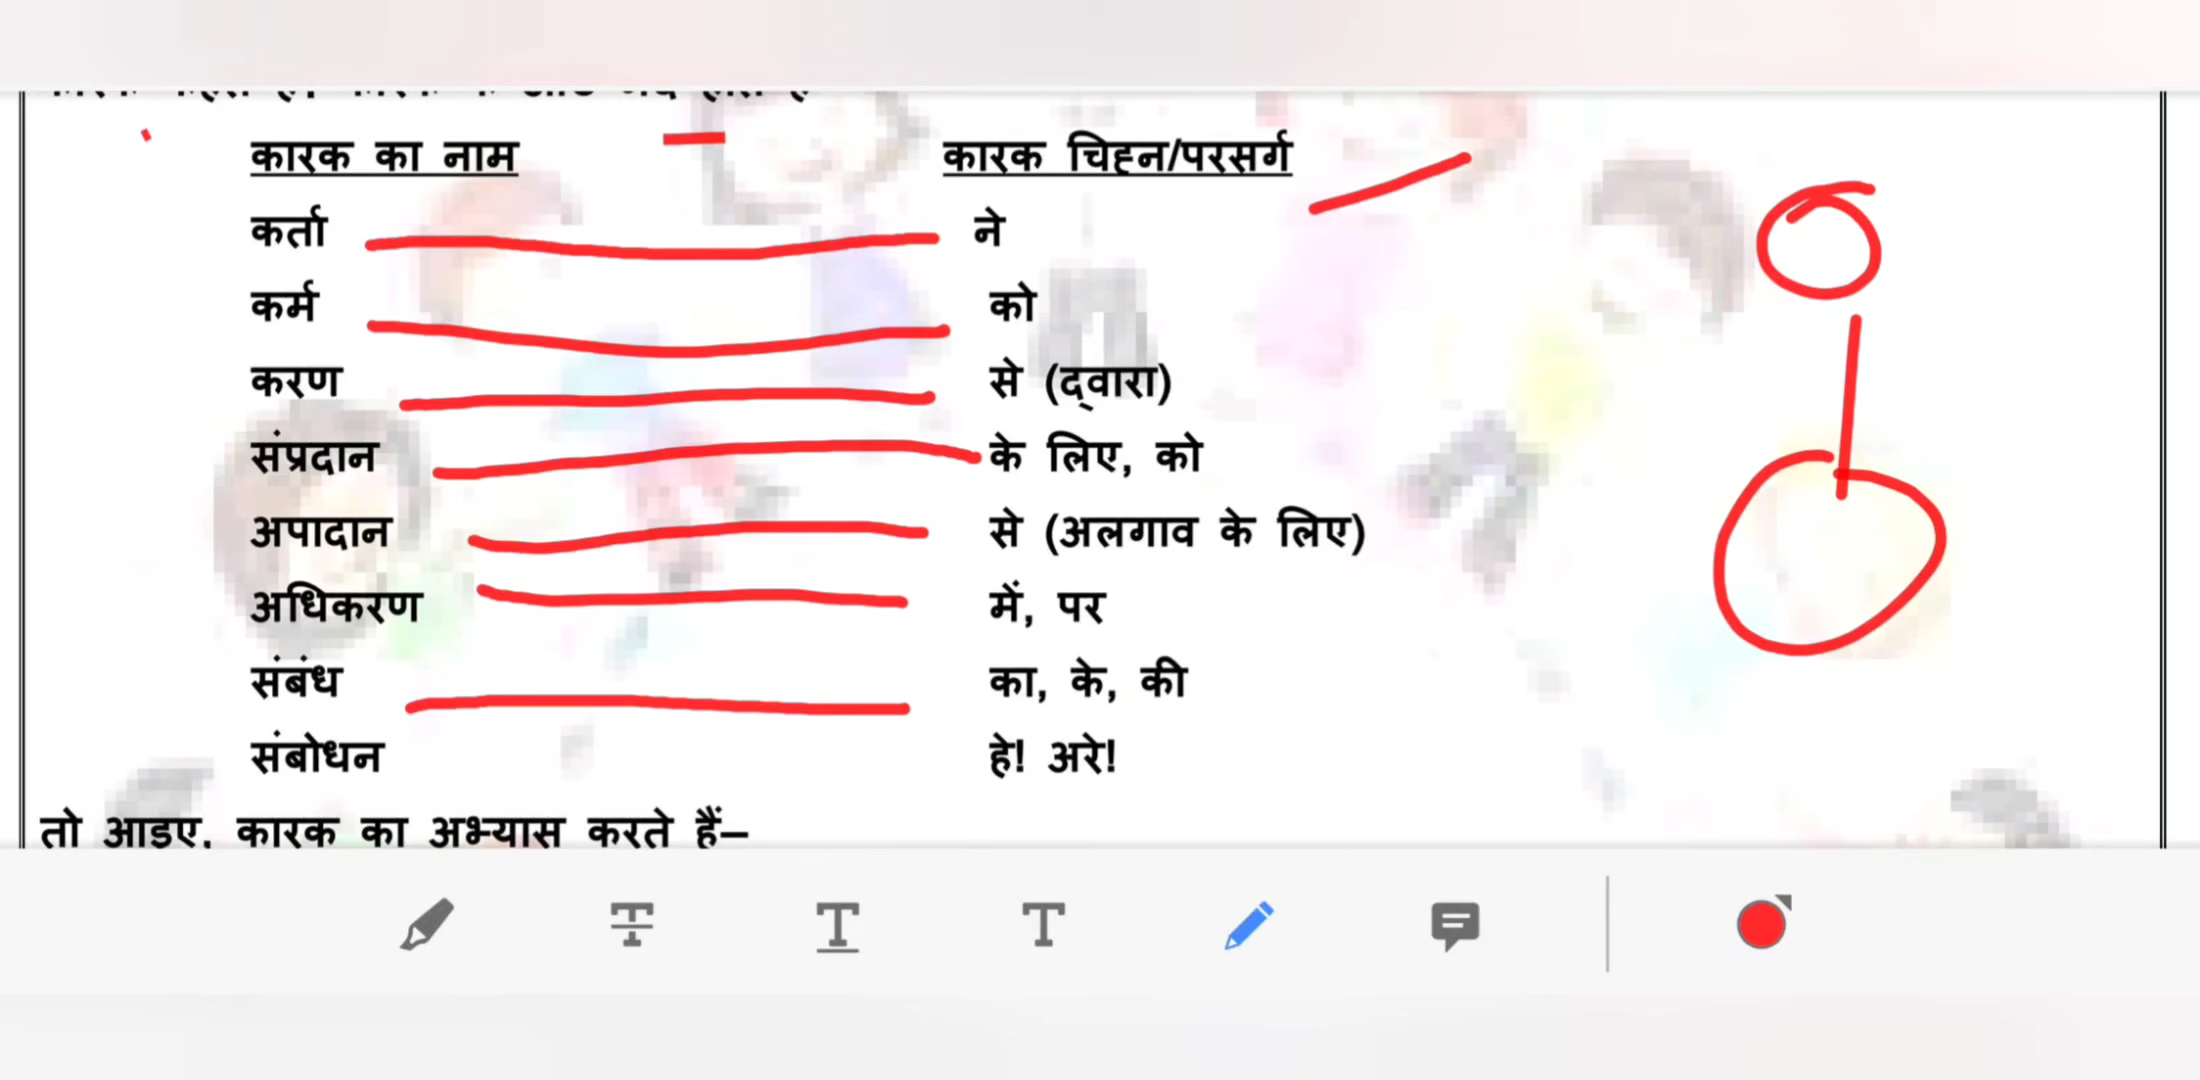 कारक का नाम कारक चिह्न/परसर्ग
कर्ता ने
कर्म को
करण से (द्वारा)
संप्रदान के लिए, को
अपादान से (अलगाव के लिए)
अधिकरण में, पर
संबंध का, के, की
संबोधन हे! अरे!
तो आइए, कारक का अभ्यास करते हैं–